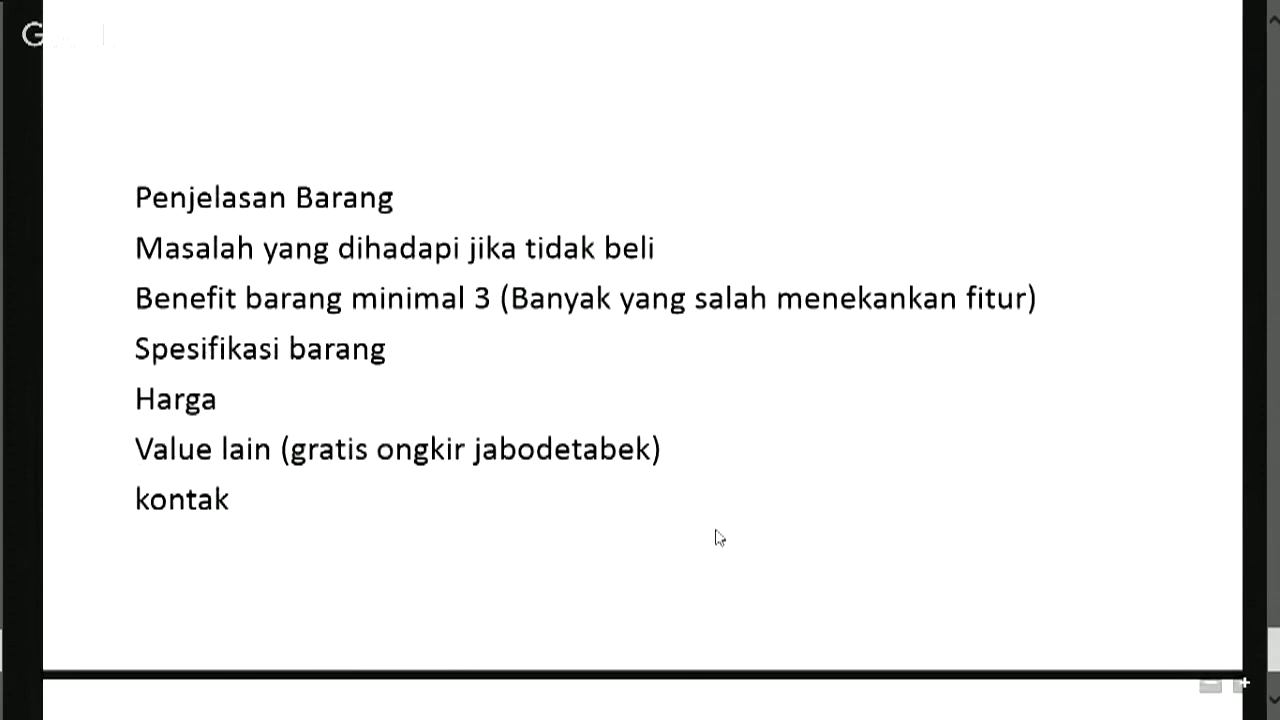 Penjelasan Barang
Masalah yang dihadapi jika tidak beli
Benefit barang minimal 3 (Banyak yang salah menekankan fitur)
Spesifikasi barang
Harga
Value lain (gratis ongkir jabodetabek)
kontak